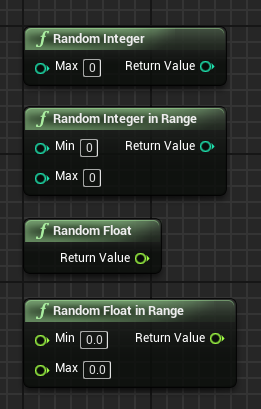 f Random Integer
Max 0 Return Value
f Random Integer in Range
Min 0 Return Value
Max 0
f Random Float
Return Value
f Random Float in Range
Min 0.0 Return Value
Max 0.0